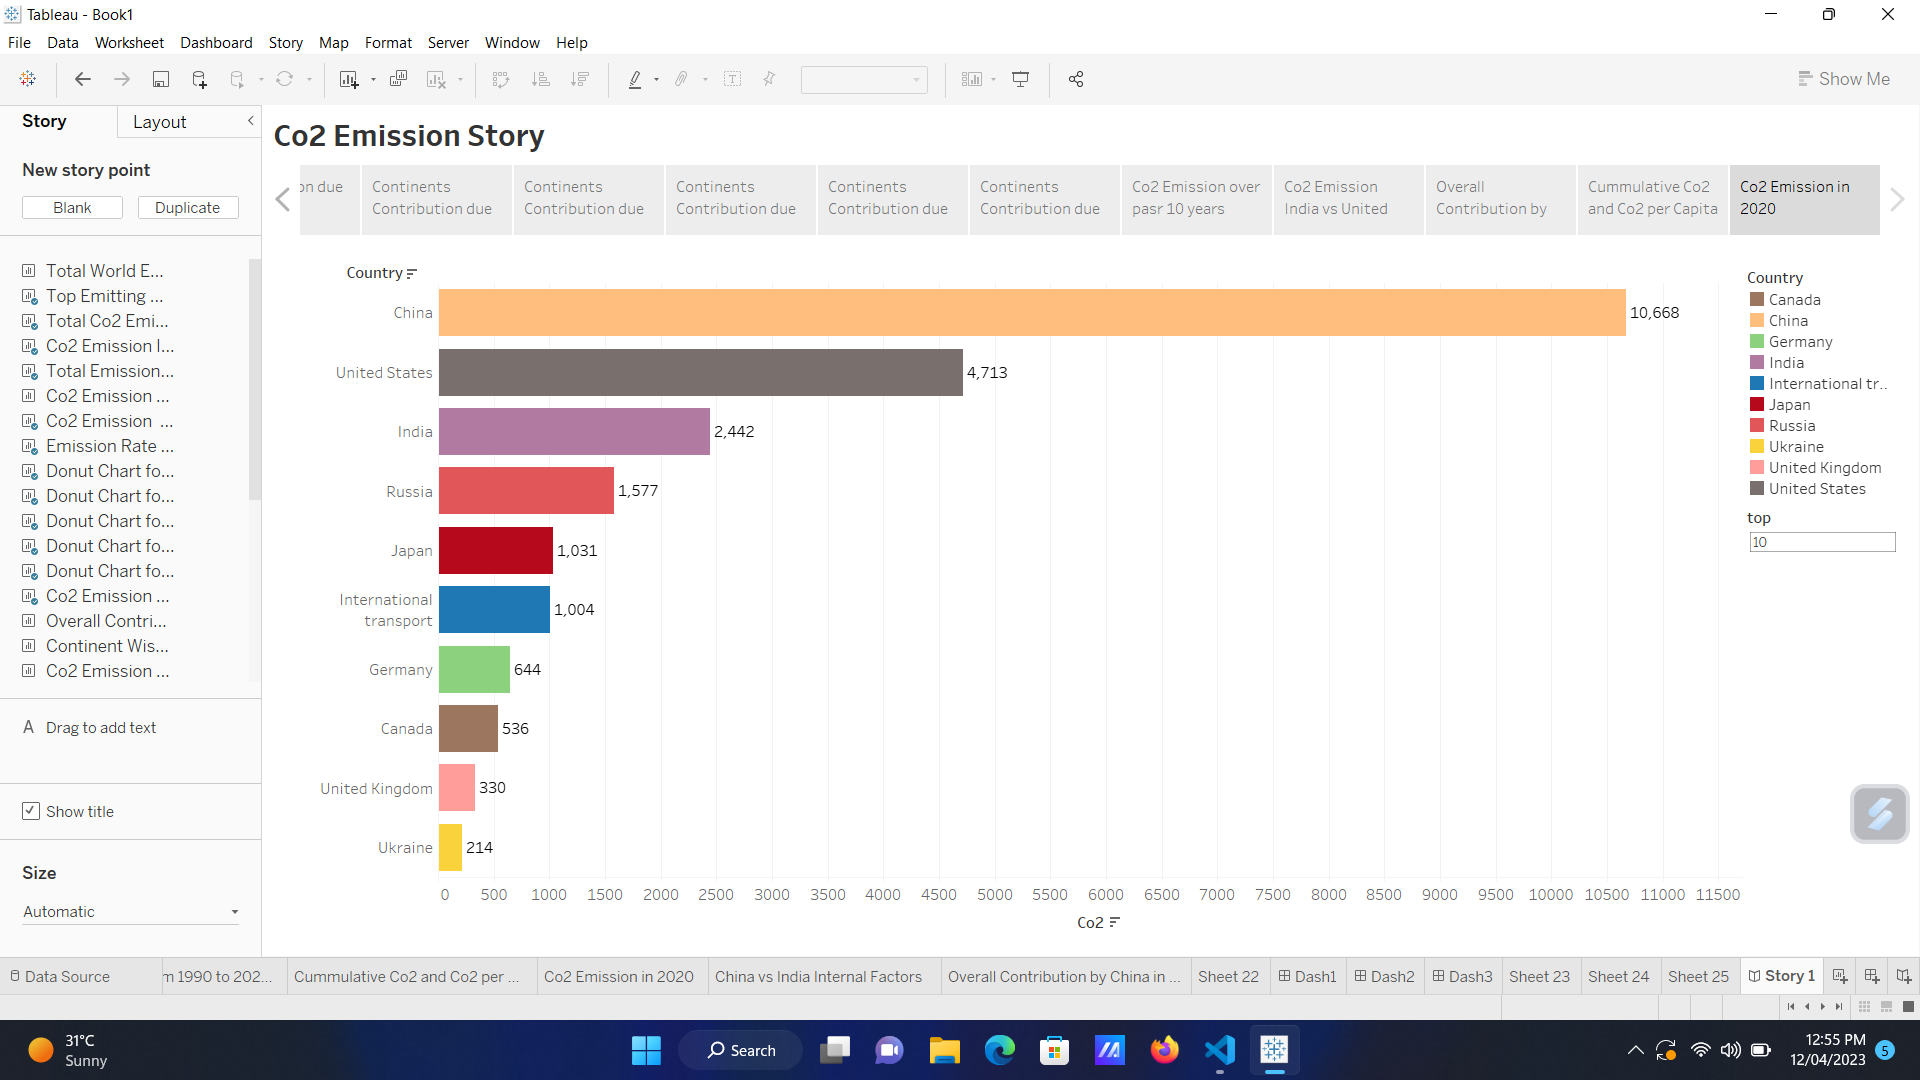 Tableau - Book1
File Data Worksheet Dashboard Story Map Format Server Window Help
Show Me
Story Layout
New story point
Blank Duplicate
Total World E...
Top Emitting ...
Total Co2 Emi...
Co2 Emission I...
Total Emission...
Co2 Emission ...
Co2 Emission ...
Emission Rate ...
Donut Chart fo...
Donut Chart fo...
Donut Chart fo...
Donut Chart fo...
Donut Chart fo...
Co2 Emission ...
Overall Contri...
Continent Wis...
Co2 Emission ...
A Drag to add text
Show title
Size
Automatic
Co2 Emission Story
on due
Continents
Contribution due
Continents
Contribution due
Continents
Contribution due
Continents
Contribution due
Continents
Contribution due
Co2 Emission over
pasr 10 years
Co2 Emission
India vs United
Overall
Contribution by
Cummulative Co2
and Co2 per Capita
Co2 Emission in
2020
Country
China 10,668
United States 4,713
India 2,442
Russia 1,577
Japan 1,031
International
transport 1,004
Germany 644
Canada 536
United Kingdom 330
Ukraine 214
0 500 1000 1500 2000 2500 3000 3500 4000 4500 5000 5500 6000 6500 7000 7500 8000 8500 9000 9500 10000 10500 11000 11500
Co2
Country
Canada
China
Germany
India
International tr..
Japan
Russia
Ukraine
United Kingdom
United States
top
10
Data Source m 1990 to 202... Cummulative Co2 and Co2 per ... Co2 Emission in 2020 China vs India Internal Factors Overall Contribution by China in ... Sheet 22 Dash1 Dash2 Dash3 Sheet 23 Sheet 24 Sheet 25 Story 1
31°C
Sunny
Search
12:55 PM
12/04/2023
5